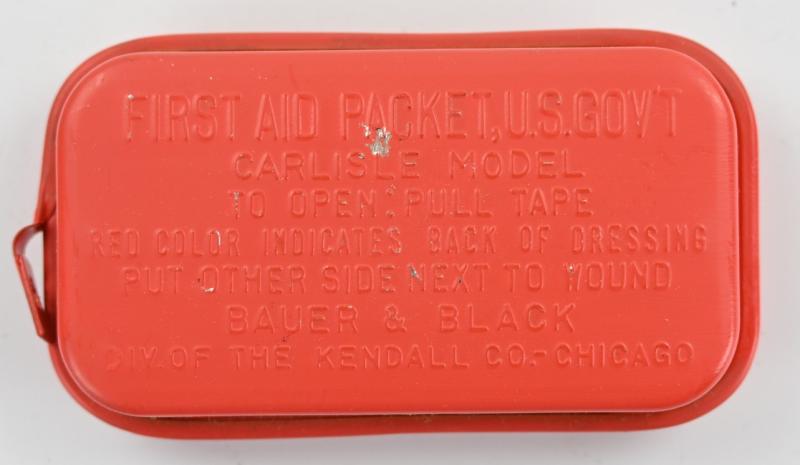 FIRST AID PACKET, U.S. GOV'T
CARLISLE MODEL
TO OPEN: PULL TAPE
RED COLOR INDICATES BACK OF DRESSING
PUT OTHER SIDE NEXT TO WOUND
BAUER & BLACK
DIV. OF THE KENDALL CO.-CHICAGO